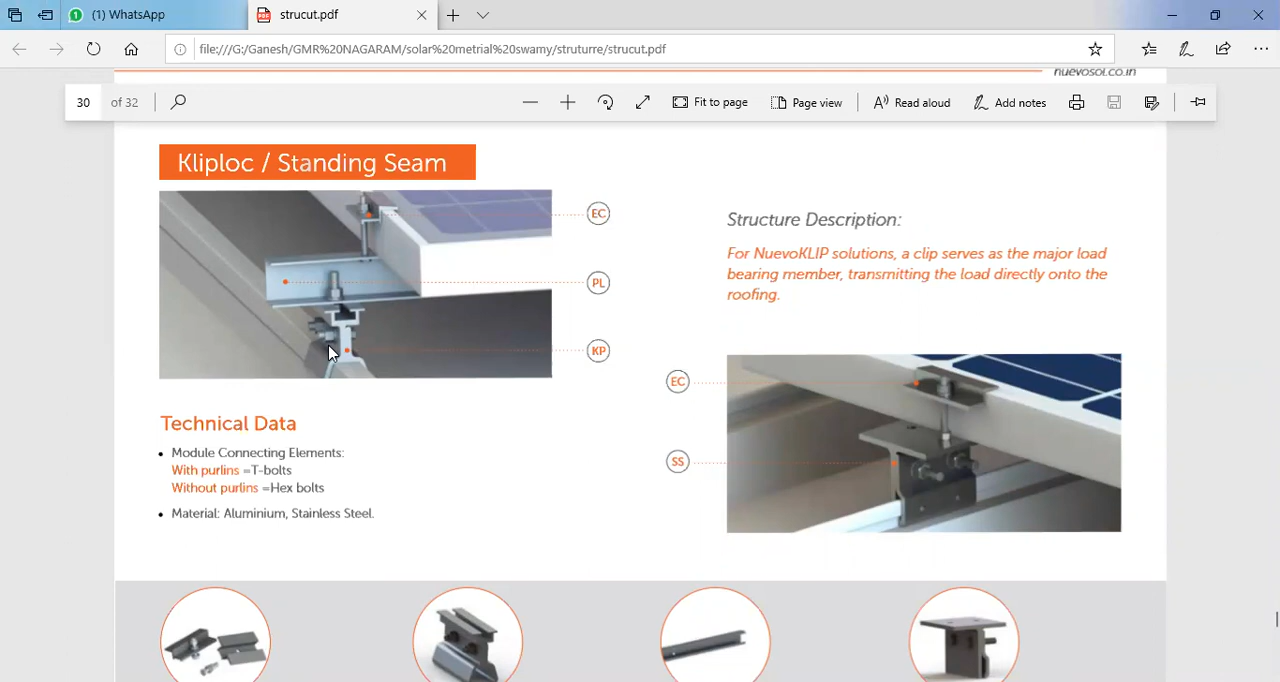 (1) WhatsApp
strucut.pdf
file:///G:/Ganesh/GMR%20NAGARAM/solar%20metrial%20swamy/struturre/strucut.pdf
nuevosol.co.in
30 of 32
Fit to page
Page view
Read aloud
Add notes
Kliploc / Standing Seam
EC
PL
KP
Structure Description:
For NuevoKLIP solutions, a clip serves as the major load
bearing member, transmitting the load directly onto the
roofing.
EC
SS
Technical Data
• Module Connecting Elements:
With purlins =T-bolts
Without purlins =Hex bolts
• Material: Aluminium, Stainless Steel.